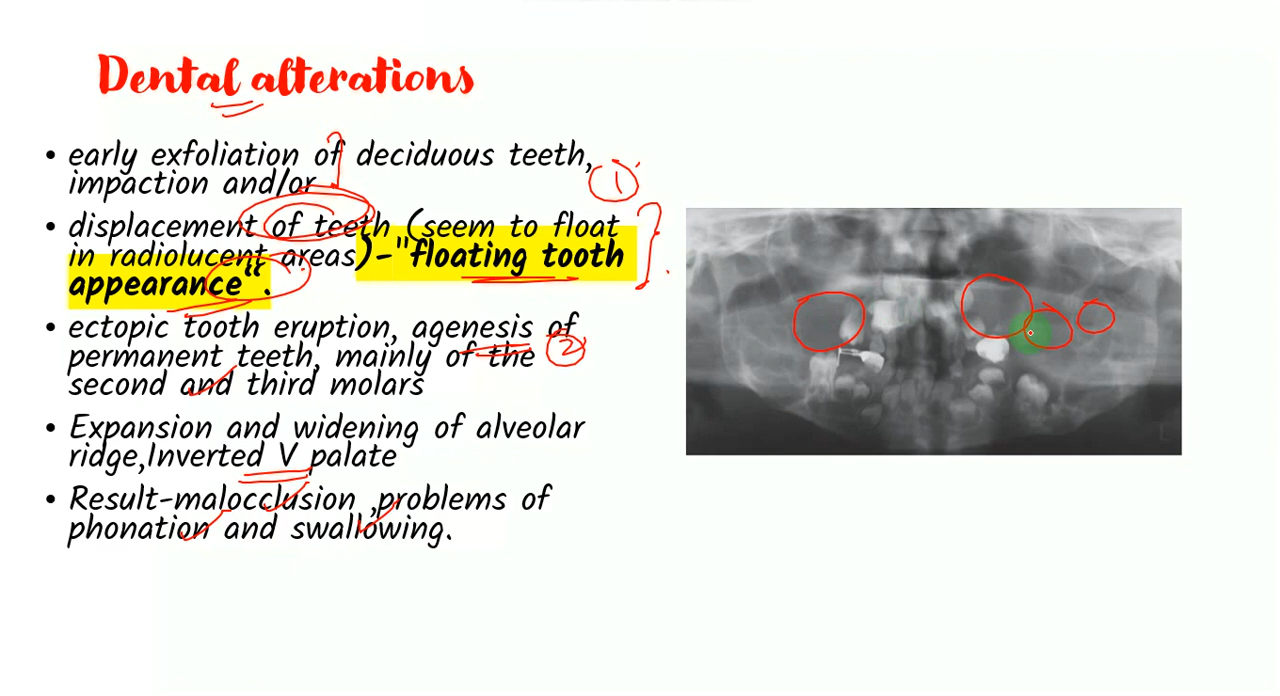 Dental alterations
• early exfoliation of deciduous teeth,
impaction and/or
1
• displacement of teeth (seem to float
in radiolucent areas)-"floating tooth
appearance“.
• ectopic tooth eruption, agenesis of
permanent teeth, mainly of the
2
second and third molars
• Expansion and widening of alveolar
ridge,Inverted V palate
• Result-malocclusion ,problems of
phonation and swallowing.